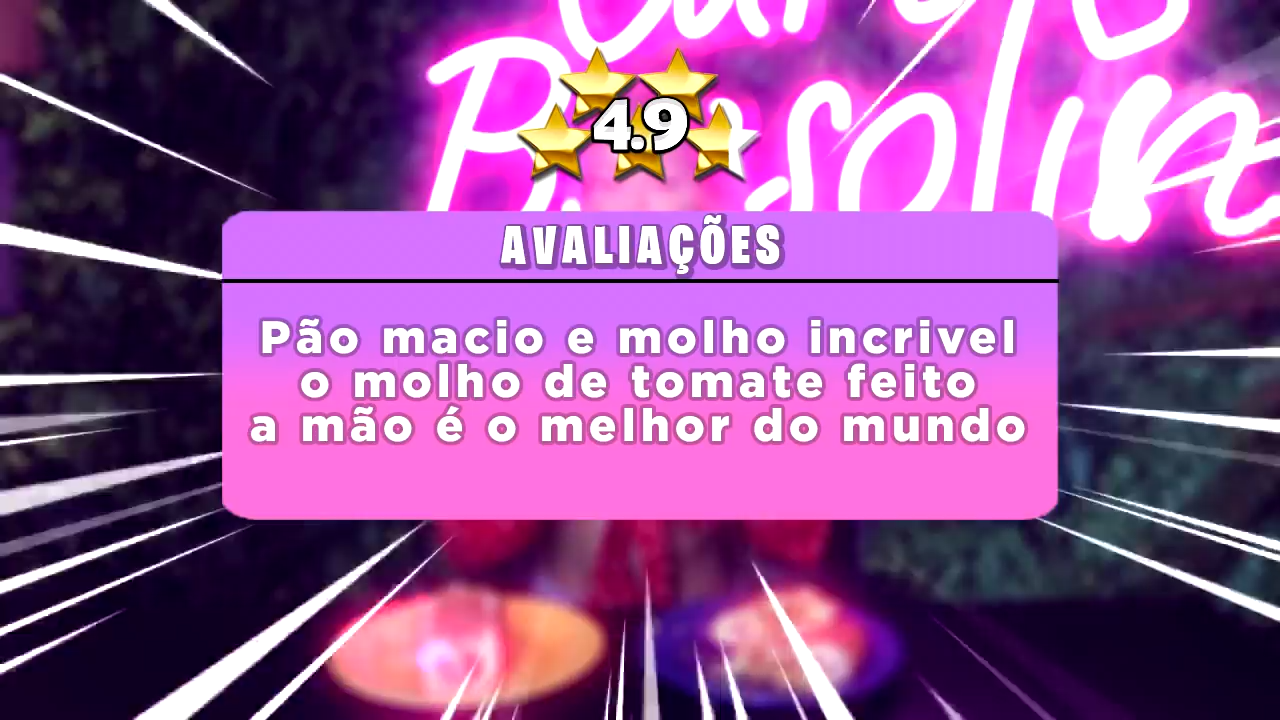 4.9
AVALIAÇÕES
Pão macio e molho incrivel
o molho de tomate feito
a mão é o melhor do mundo